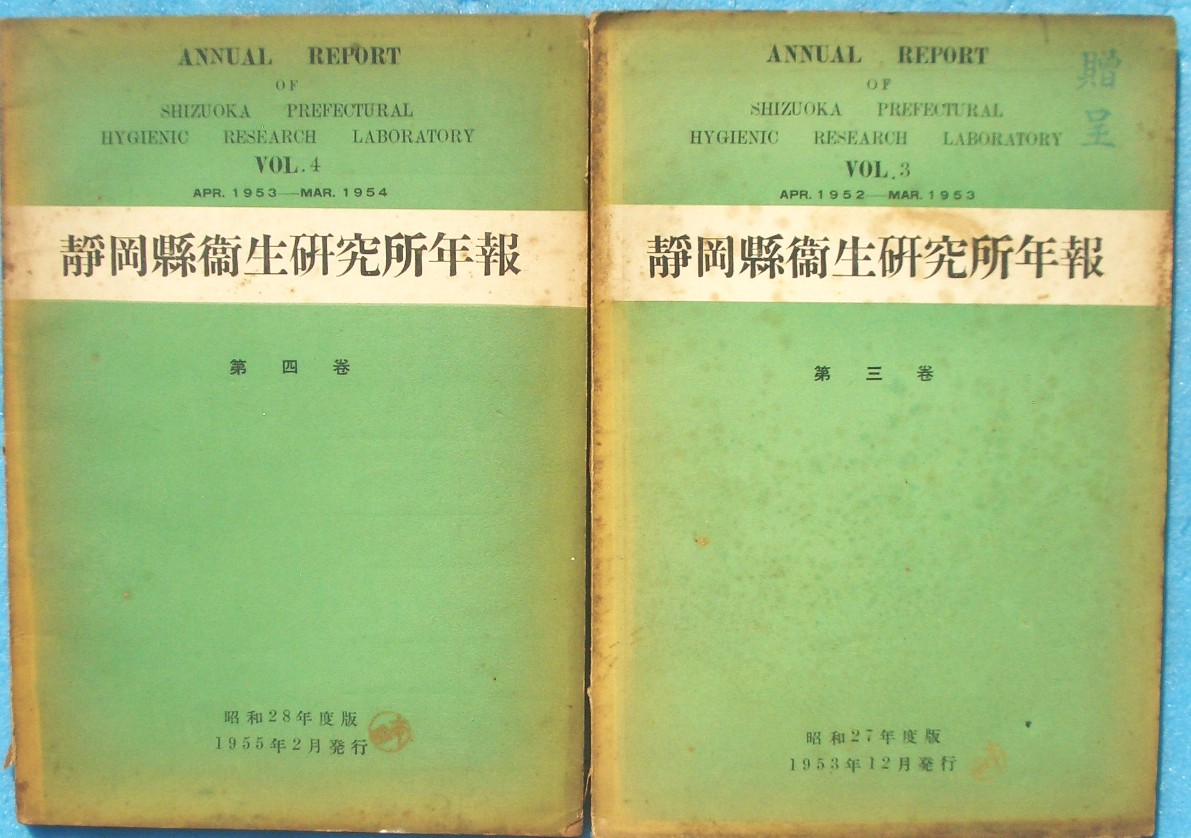 ANNUAL REPORT
OF
SHIZUOKA PREFECTURAL
HYGIENIC RESEARCH LABORATORY
VOL.4
APR. 1953—MAR. 1954
靜岡縣衞生研究所年報
第四卷
昭和28年度版
1955年2月発行
ANNUAL REPORT
OF
SHIZUOKA PREFECTURAL
HYGIENIC RESEARCH LABORATORY
VOL.3
APR. 1952—MAR. 1953
贈呈
靜岡縣衞生研究所年報
第三卷
昭和27年度版
1953年12月発行